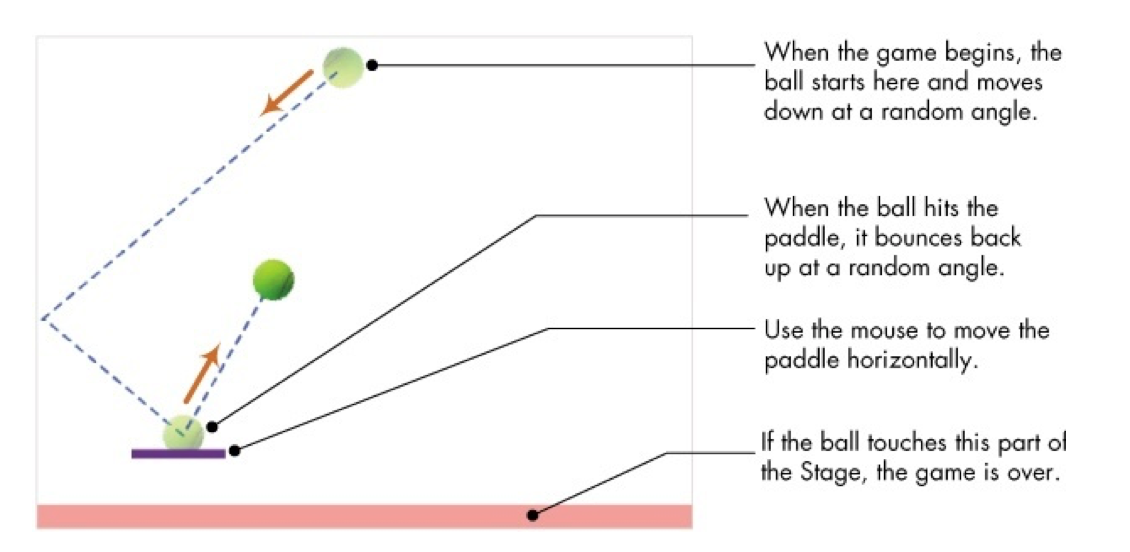 When the game begins, the
ball starts here and moves
down at a random angle.
When the ball hits the
paddle, it bounces back
up at a random angle.
Use the mouse to move the
paddle horizontally.
If the ball touches this part of
the Stage, the game is over.